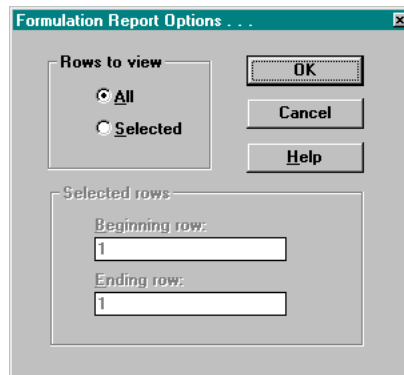 Formulation Report Options . . .
Rows to view
All
Selected
OK
Cancel
Help
Selected rows
Beginning row:
1
Ending row:
1